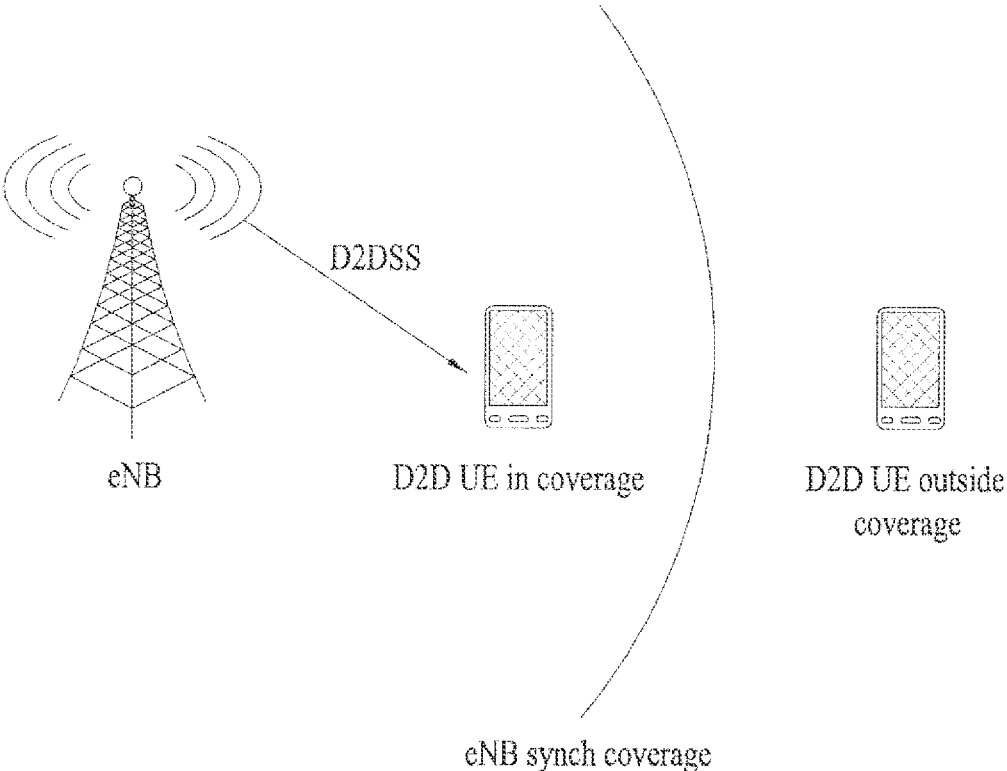 D2DSS
eNB
D2D UE in coverage
D2D UE outside
coverage
eNB synch coverage